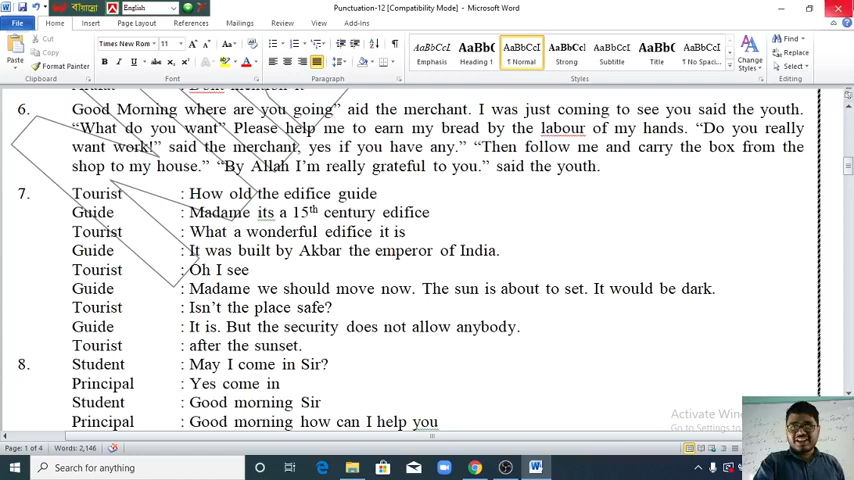 Punctuation-12 [Compatibility Mode] - Microsoft Word
English
File Home Insert Page Layout References Mailings Review View Add-Ins
Paste
Cut
Copy
Format Painter
Clipboard
Times New Rom 11
Font
Paragraph
AaBbCcI Emphasis
AaBb( Heading 1
AaBbCcI ¶ Normal
AaBbCc Strong
AaBbCcI Subtitle
AaBb( Title
AaBbCcI ¶ No Spaci...
Change Styles
Styles
Find
Replace
Select
Editing
6. Good Morning where are you going” aid the merchant. I was just coming to see you said the youth.
“What do you want” Please help me to earn my bread by the labour of my hands. “Do you really
want work!” said the merchant, yes if you have any.” “Then follow me and carry the box from the
shop to my house.” “By Allah I’m really grateful to you.” said the youth.
7. Tourist : How old the edifice guide
Guide : Madame its a 15th century edifice
Tourist : What a wonderful edifice it is
Guide : It was built by Akbar the emperor of India.
Tourist : Oh I see
Guide : Madame we should move now. The sun is about to set. It would be dark.
Tourist : Isn’t the place safe?
Guide : It is. But the security does not allow anybody.
Tourist : after the sunset.
8. Student : May I come in Sir?
Principal : Yes come in
Student : Good morning Sir
Principal : Good morning how can I help you
Activate Win
Go to Settings to
Page: 1 of 4 Words: 2,146
Search for anything